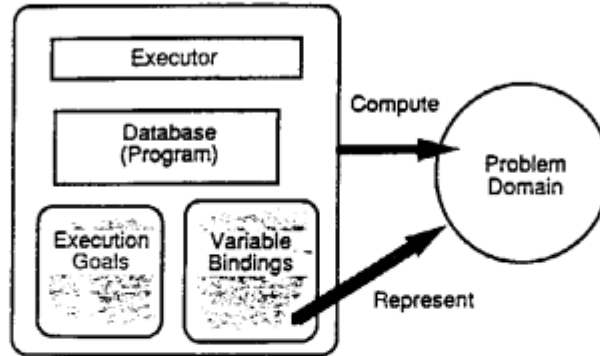 Executor
Compute
Database
(Program)
Problem
Domain
Execution
Goals
Variable
Bindings
Represent